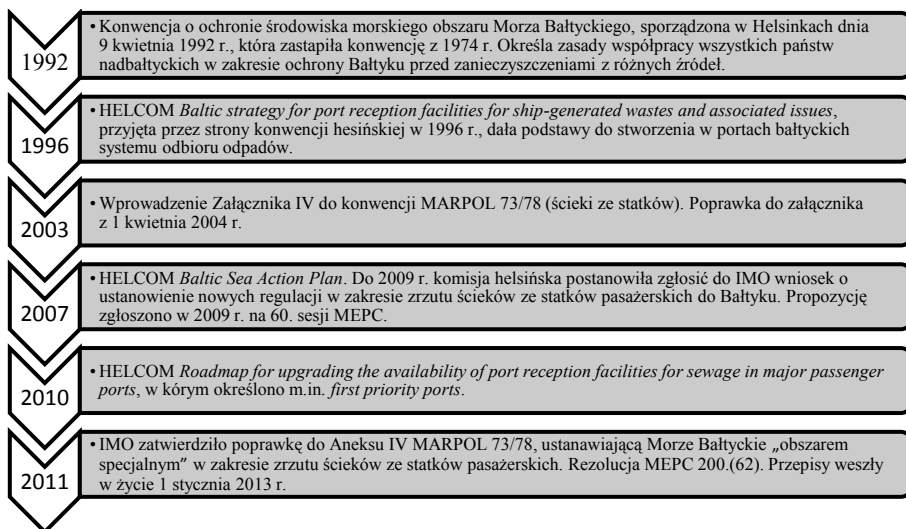 1992
• Konwencja o ochronie środowiska morskiego obszaru Morza Bałtyckiego, sporządzona w Helsinkach dnia
9 kwietnia 1992 r., która zastąpiła konwencję z 1974 r. Określa zasady współpracy wszystkich państw
nadbałtyckich w zakresie ochrony Bałtyku przed zanieczyszczeniami z różnych źródeł.
1996
• HELCOM Baltic strategy for port reception facilities for ship-generated wastes and associated issues,
przyjęta przez strony konwencji hesińskiej w 1996 r., dała podstawy do stworzenia w portach bałtyckich
systemu odbioru odpadów.
2003
• Wprowadzenie Załącznika IV do konwencji MARPOL 73/78 (ścieki ze statków). Poprawka do załącznika
z 1 kwietnia 2004 r.
2007
• HELCOM Baltic Sea Action Plan. Do 2009 r. komisja helsińska postanowiła zgłosić do IMO wniosek o
ustanowienie nowych regulacji w zakresie zrzutu ścieków ze statków pasażerskich do Bałtyku. Propozycję
zgłoszono w 2009 r. na 60. sesji MEPC.
2010
• HELCOM Roadmap for upgrading the availability of port reception facilities for sewage in major passenger
ports, w kórym określono m.in. first priority ports.
2011
• IMO zatwierdziło poprawkę do Aneksu IV MARPOL 73/78, ustanawiającą Morze Bałtyckie „obszarem
specjalnym” w zakresie zrzutu ścieków ze statków pasażerskich. Rezolucja MEPC 200.(62). Przepisy weszły
w życie 1 stycznia 2013 r.